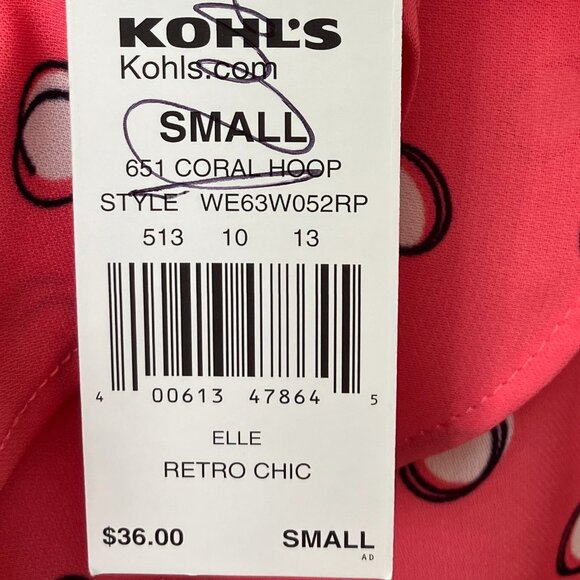 KOHL'S
Kohls.com
SMALL
651 CORAL HOOP
STYLE WE63W052RP
513 10 13
4 00613 47864 5
ELLE
RETRO CHIC
$36.00 SMALL
AD